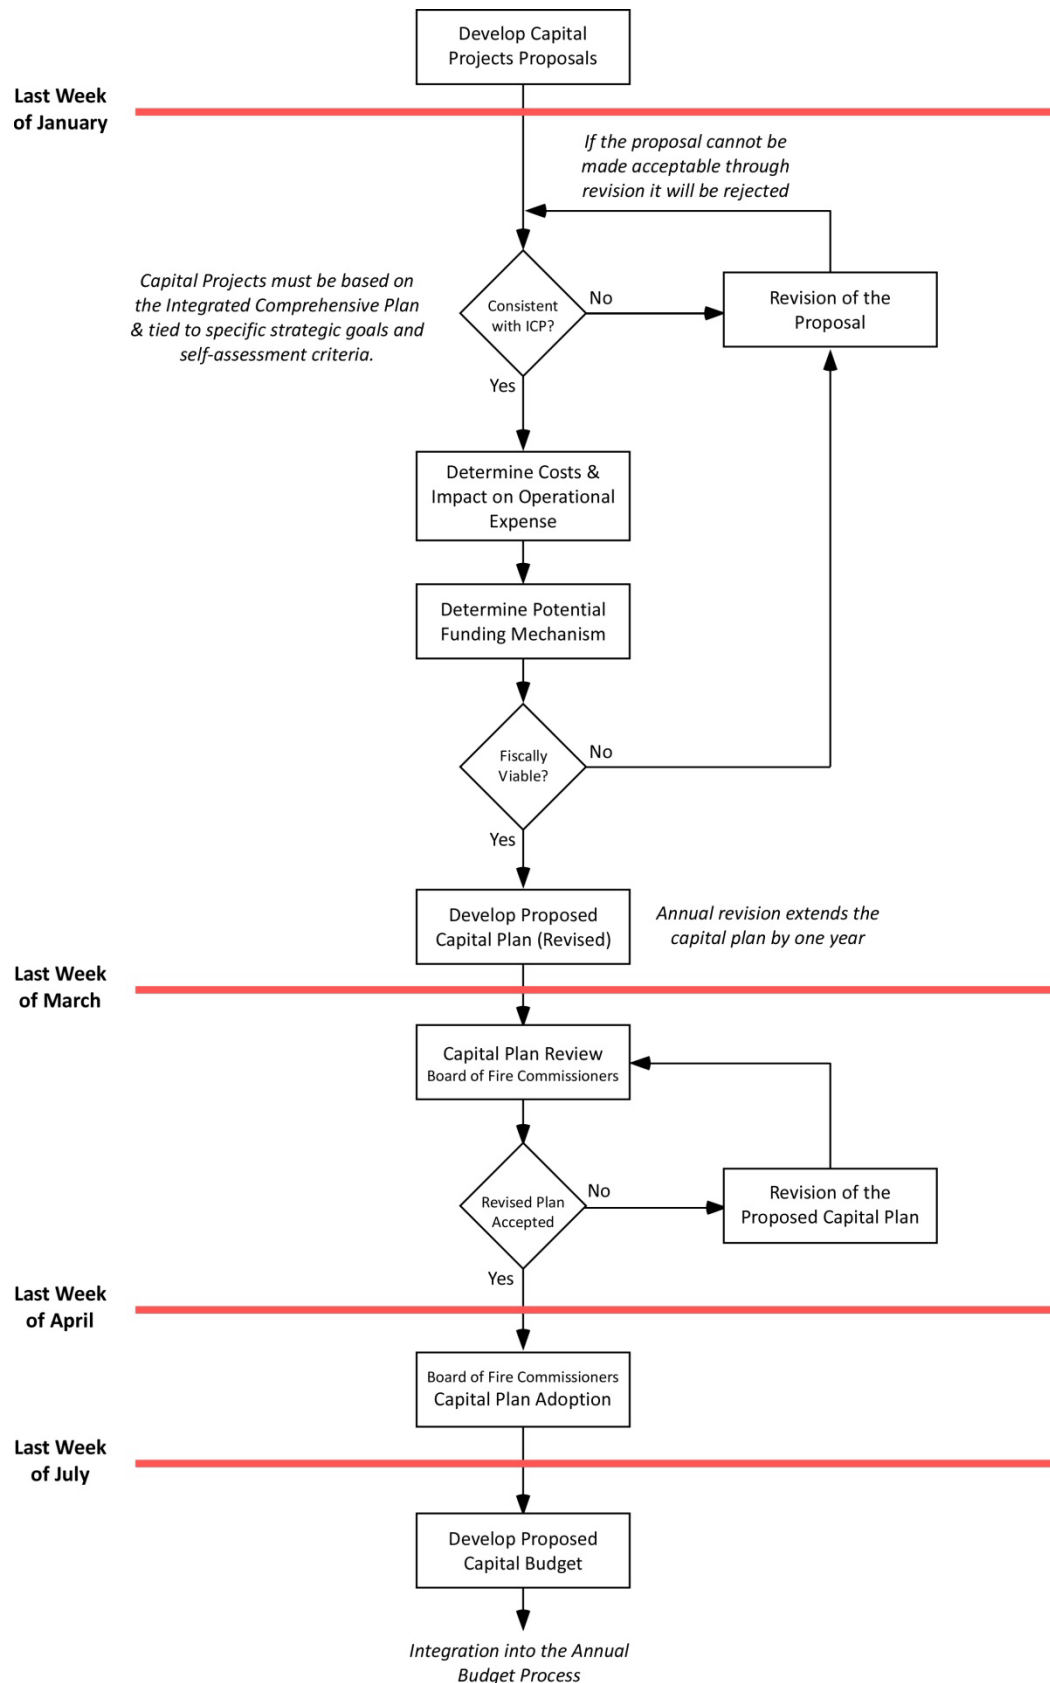 Develop Capital
Projects Proposals
Last Week
of January
If the proposal cannot be
made acceptable through
revision it will be rejected
Capital Projects must be based on
the Integrated Comprehensive Plan
& tied to specific strategic goals and
self-assessment criteria.
Consistent
with ICP?
No
Revision of the
Proposal
Yes
Determine Costs &
Impact on Operational
Expense
Determine Potential
Funding Mechanism
Fiscally
Viable?
No
Yes
Develop Proposed
Capital Plan (Revised)
Annual revision extends the
capital plan by one year
Last Week
of March
Capital Plan Review
Board of Fire Commissioners
Revised Plan
Accepted
No
Revision of the
Proposed Capital Plan
Yes
Last Week
of April
Board of Fire Commissioners
Capital Plan Adoption
Last Week
of July
Develop Proposed
Capital Budget
Integration into the Annual
Budget Process